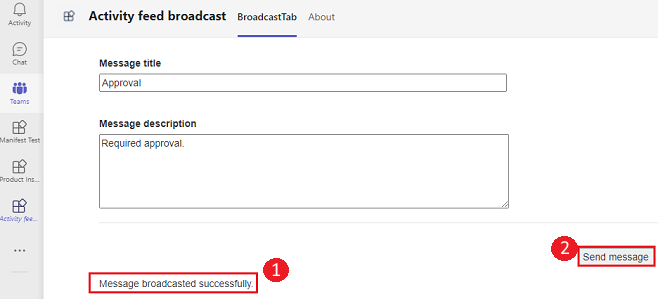 Activity feed broadcast BroadcastTab About
Activity
Chat
Teams
Manifest Test
Product Ins...
Activity fee...
Message title
Approval
Message description
Required approval.
2
Send message
1
Message broadcasted successfully.